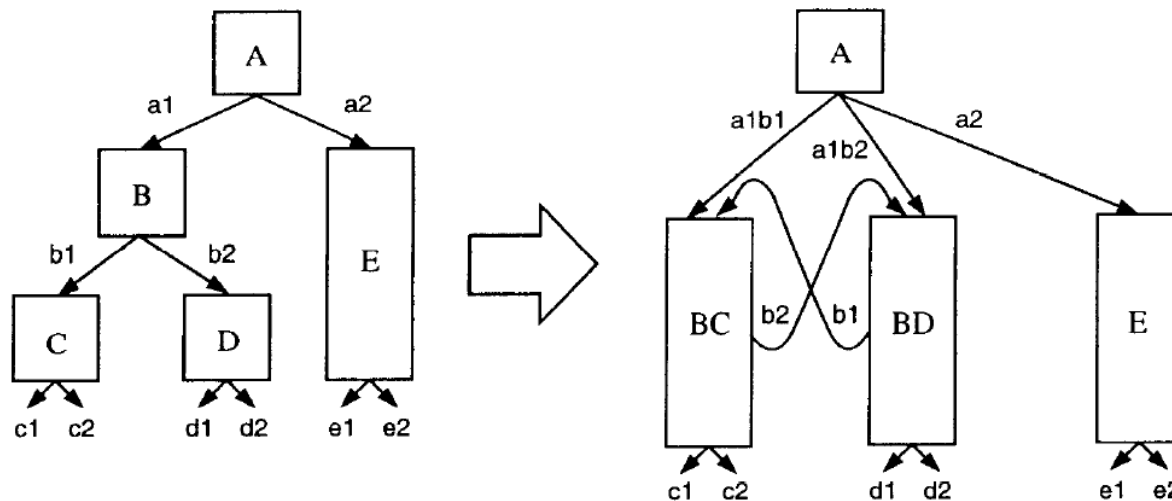 A
a1 a2
B
E
b1 b2
C D
c1 c2 d1 d2 e1 e2
A
a1b1 a1b2 a2
BC b2 b1 BD E
c1 c2 d1 d2 e1 e2